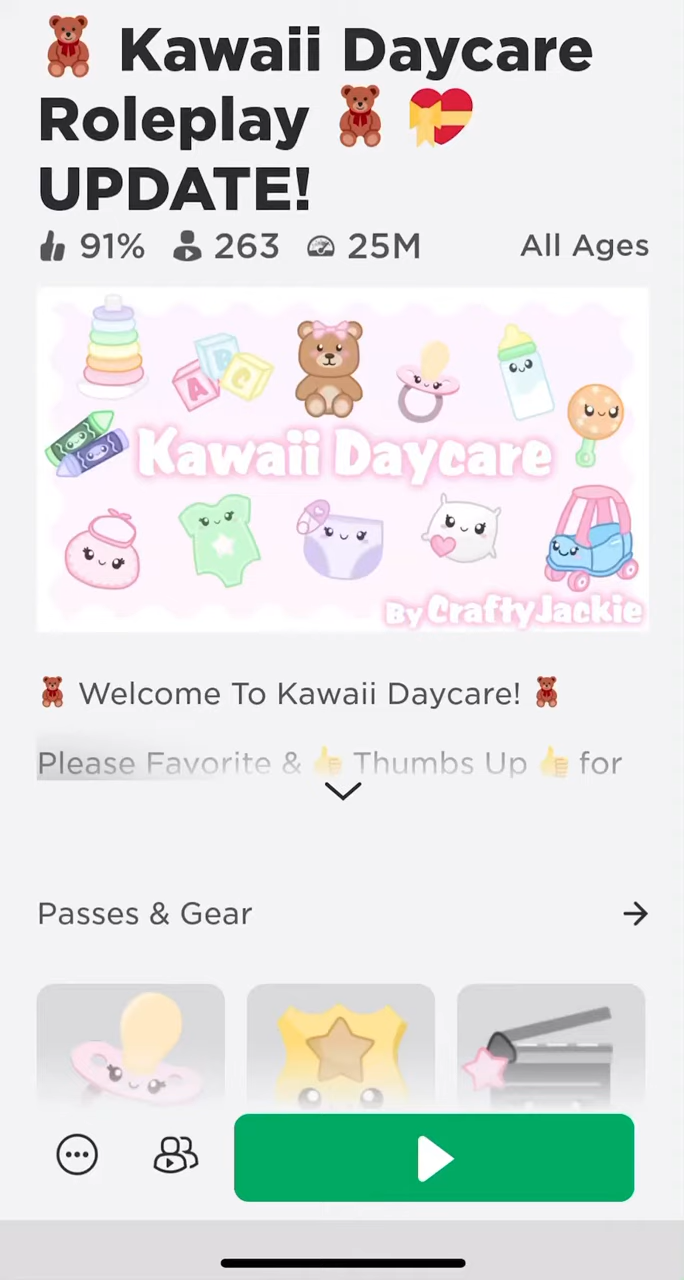 🧸 Kawaii Daycare
Roleplay 🧸 💝
UPDATE!
91% 263 25M All Ages
A B C
Kawaii Daycare
By CraftyJackie
🧸 Welcome To Kawaii Daycare! 🧸
Please Favorite & 👍 Thumbs Up 👍 for
Passes & Gear